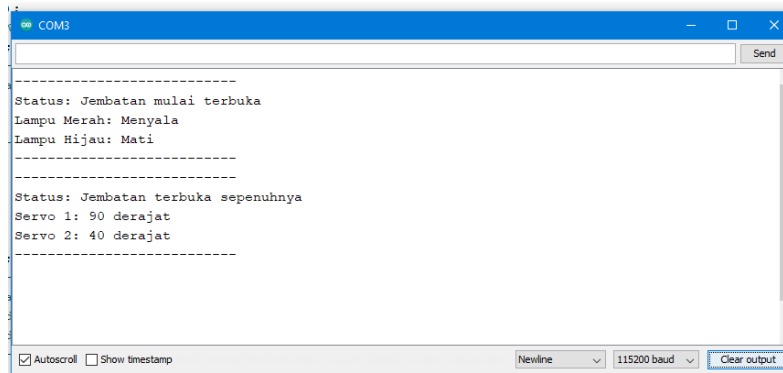 COM3
Send
---------------------------
Status: Jembatan mulai terbuka
Lampu Merah: Menyala
Lampu Hijau: Mati
---------------------------
---------------------------
Status: Jembatan terbuka sepenuhnya
Servo 1: 90 derajat
Servo 2: 40 derajat
---------------------------
Autoscroll Show timestamp Newline 115200 baud Clear output